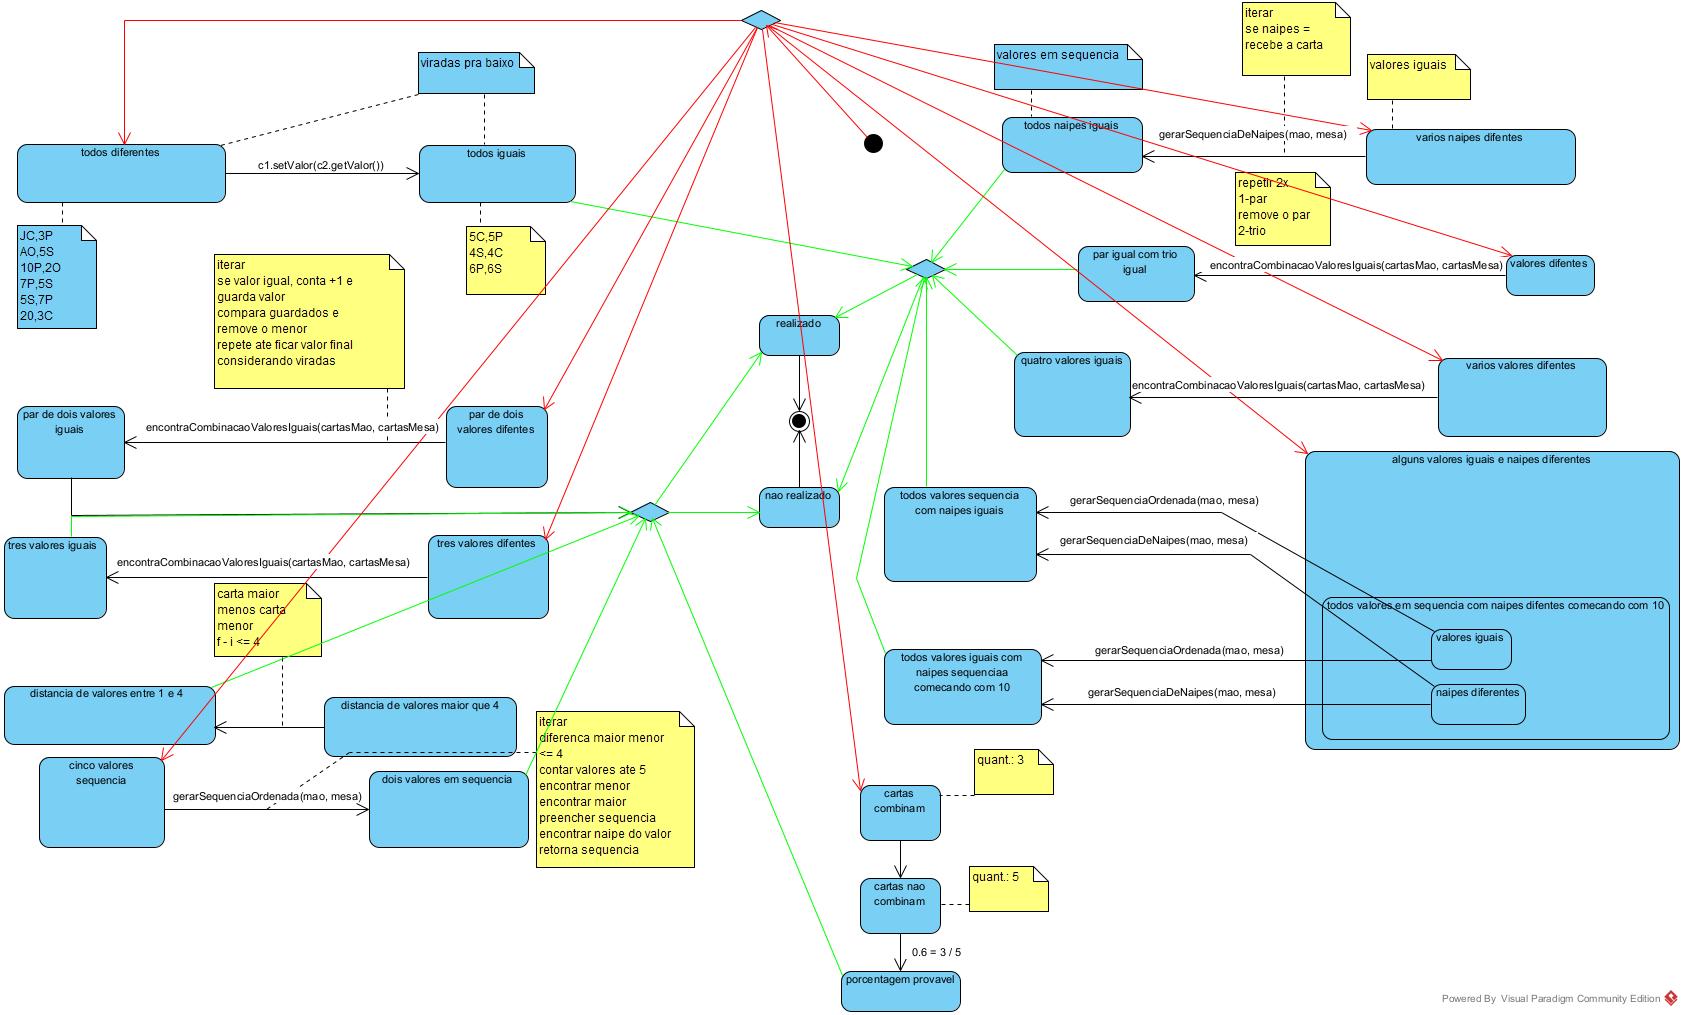 iterar
se naipes =
recebe a carta
viradas pra baixo
valores em sequencia
valores iguais
todos diferentes
c1.setValor(c2.getValor())
todos iguais
todos naipes iguais
gerarSequenciaDeNaipes(mao, mesa)
varios naipes difentes
repetir 2x
1-par
remove o par
2-trio
JC,3P
AO,5S
10P,2O
7P,5S
5S,7P
20,3C
5C,5P
4S,4C
6P,6S
iterar
se valor igual, conta +1 e
guarda valor
compara guardados e
remove o menor
repete ate ficar valor final
considerando viradas
par igual com trio
igual
encontraCombinacaoValoresIguais(cartasMao, cartasMesa)
valores difentes
realizado
quatro valores iguais
encontraCombinacaoValoresIguais(cartasMao, cartasMesa)
varios valores difentes
par de dois valores
iguais
encontraCombinacaoValoresIguais(cartasMao, cartasMesa)
par de dois
valores difentes
alguns valores iguais e naipes diferentes
nao realizado
todos valores sequencia
com naipes iguais
gerarSequenciaOrdenada(mao, mesa)
gerarSequenciaDeNaipes(mao, mesa)
tres valores iguais
encontraCombinacaoValoresIguais(cartasMao, cartasMesa)
tres valores difentes
carta maior
menos carta
menor
f - i <= 4
todos valores em sequencia com naipes difentes comecando com 10
valores iguais
naipes diferentes
todos valores iguais com
naipes sequenciaa
comecando com 10
gerarSequenciaOrdenada(mao, mesa)
gerarSequenciaDeNaipes(mao, mesa)
distancia de valores entre 1 e 4
distancia de valores maior que 4
iterar
diferenca maior menor
<= 4
contar valores ate 5
encontrar menor
encontrar maior
preencher sequencia
encontrar naipe do valor
retorna sequencia
cinco valores
sequencia
gerarSequenciaOrdenada(mao, mesa)
dois valores em sequencia
quant.: 3
cartas
combinam
quant.: 5
cartas nao
combinam
0.6 = 3 / 5
porcentagem provavel
Powered By Visual Paradigm Community Edition